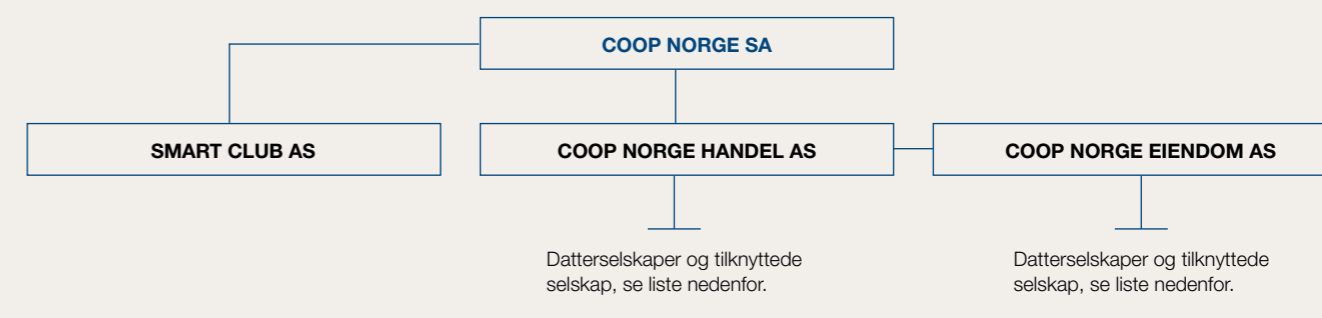 COOP NORGE SA
SMART CLUB AS
COOP NORGE HANDEL AS
COOP NORGE EIENDOM AS
Datterselskaper og tilknyttede
selskap, se liste nedenfor.
Datterselskaper og tilknyttede
selskap, se liste nedenfor.